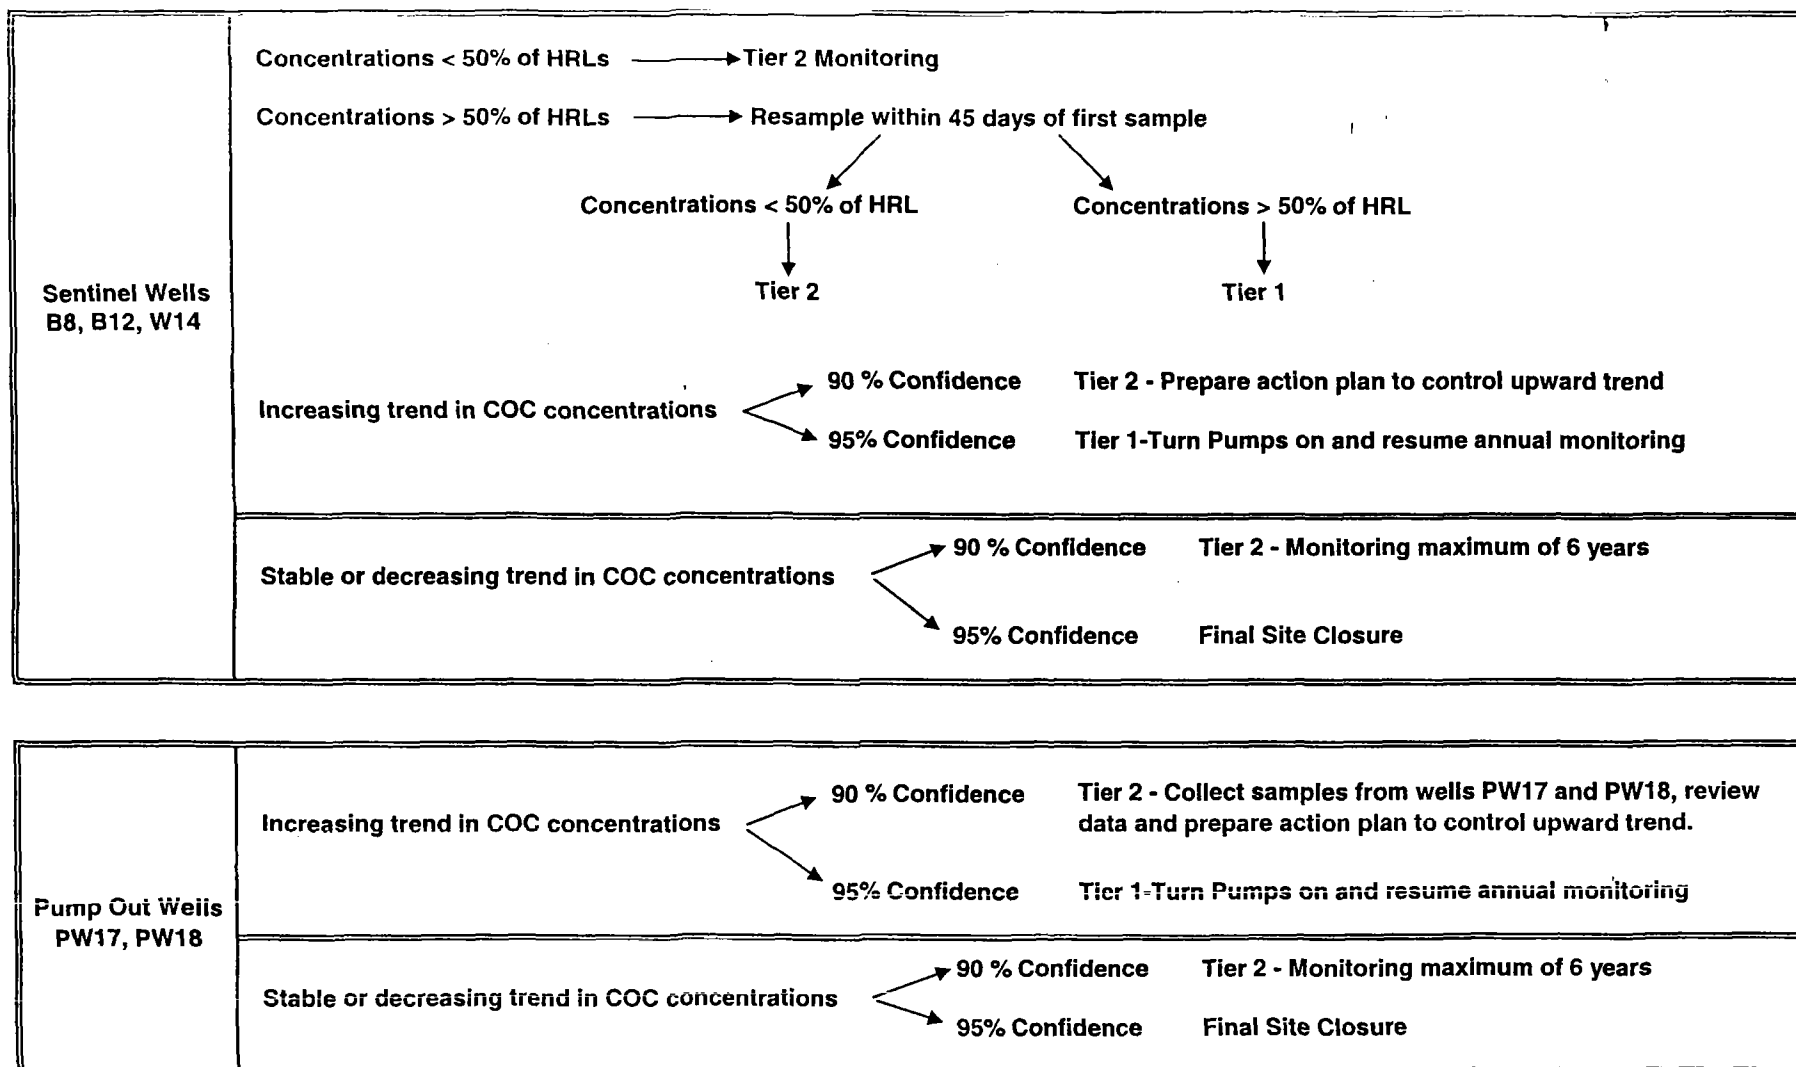 Concentrations < 50% of HRLs Tier 2 Monitoring
Concentrations > 50% of HRLs Resample within 45 days of first sample
Concentrations < 50% of HRL Concentrations > 50% of HRL
Tier 2 Tier 1
Sentinel Wells
B8, B12, W14
90 % Confidence Tier 2 - Prepare action plan to control upward trend
Increasing trend in COC concentrations
95% Confidence Tier 1-Turn Pumps on and resume annual monitoring
90 % Confidence Tier 2 - Monitoring maximum of 6 years
Stable or decreasing trend in COC concentrations
95% Confidence Final Site Closure
90 % Confidence Tier 2 - Collect samples from wells PW17 and PW18, review
data and prepare action plan to control upward trend.
Increasing trend in COC concentrations
95% Confidence Tier 1-Turn Pumps on and resume annual monitoring
Pump Out Wells
PW17, PW18
90 % Confidence Tier 2 - Monitoring maximum of 6 years
Stable or decreasing trend in COC concentrations
95% Confidence Final Site Closure